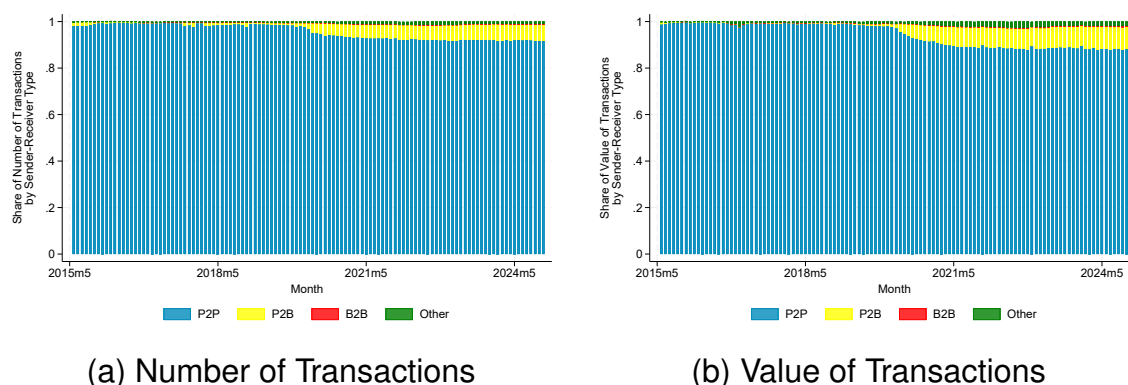 Share of Number of Transactions
by Sender-Receiver Type
1
.8
.6
.4
.2
0
2015m5 2018m5 2021m5 2024m5
Month
P2P P2B B2B Other
(a) Number of Transactions
Share of Value of Transactions
by Sender-Receiver Type
1
.8
.6
.4
.2
0
2015m5 2018m5 2021m5 2024m5
Month
P2P P2B B2B Other
(b) Value of Transactions